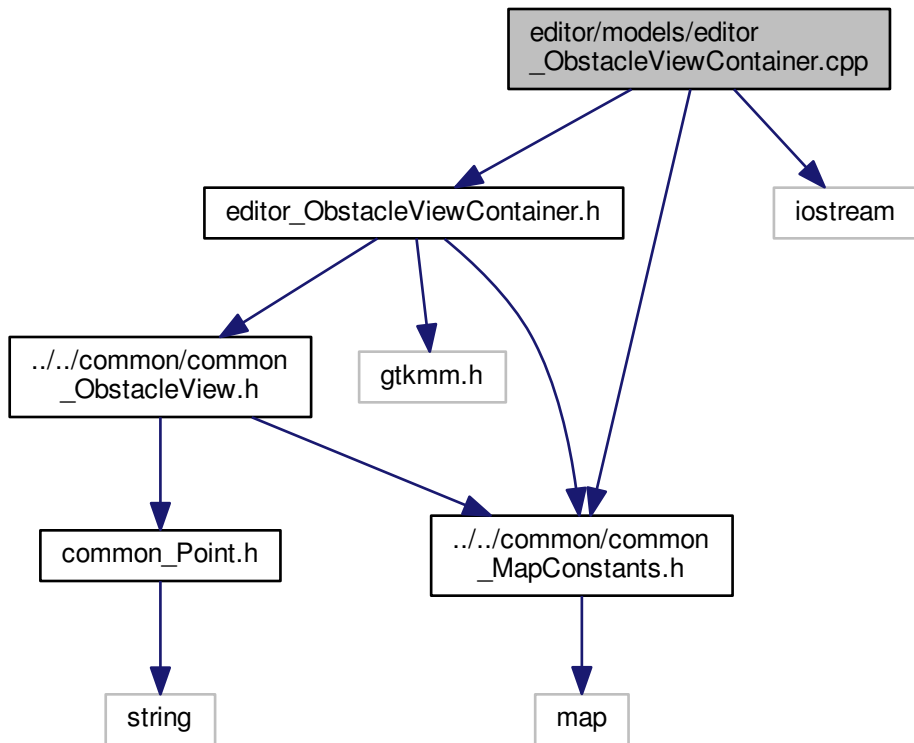 editor/models/editor
_ObstacleViewContainer.cpp
editor_ObstacleViewContainer.h
iostream
../../common/common
_ObstacleView.h
gtkmm.h
common_Point.h
../../common/common
_MapConstants.h
string
map